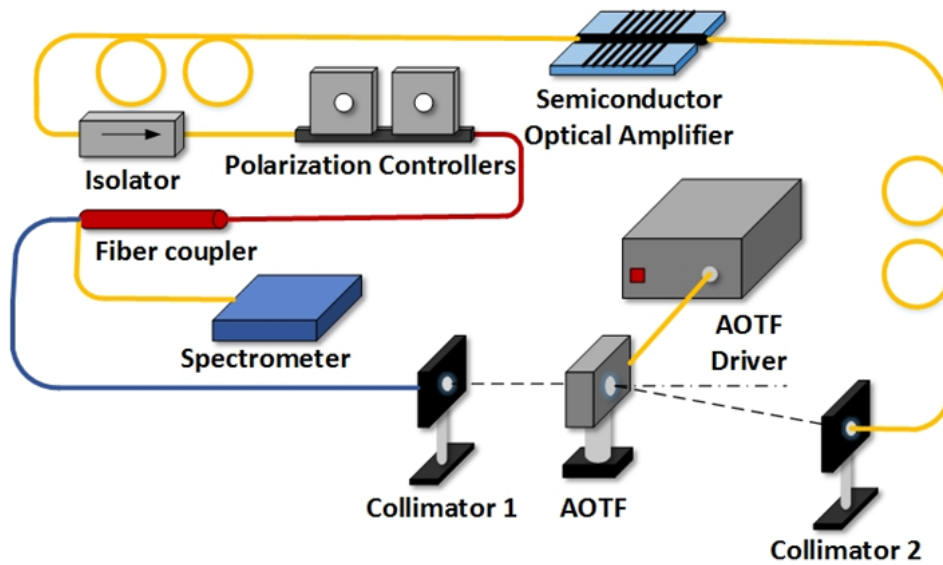 Semiconductor
Optical Amplifier
Isolator
Polarization Controllers
Fiber coupler
Spectrometer
AOTF
Driver
Collimator 1
AOTF
Collimator 2